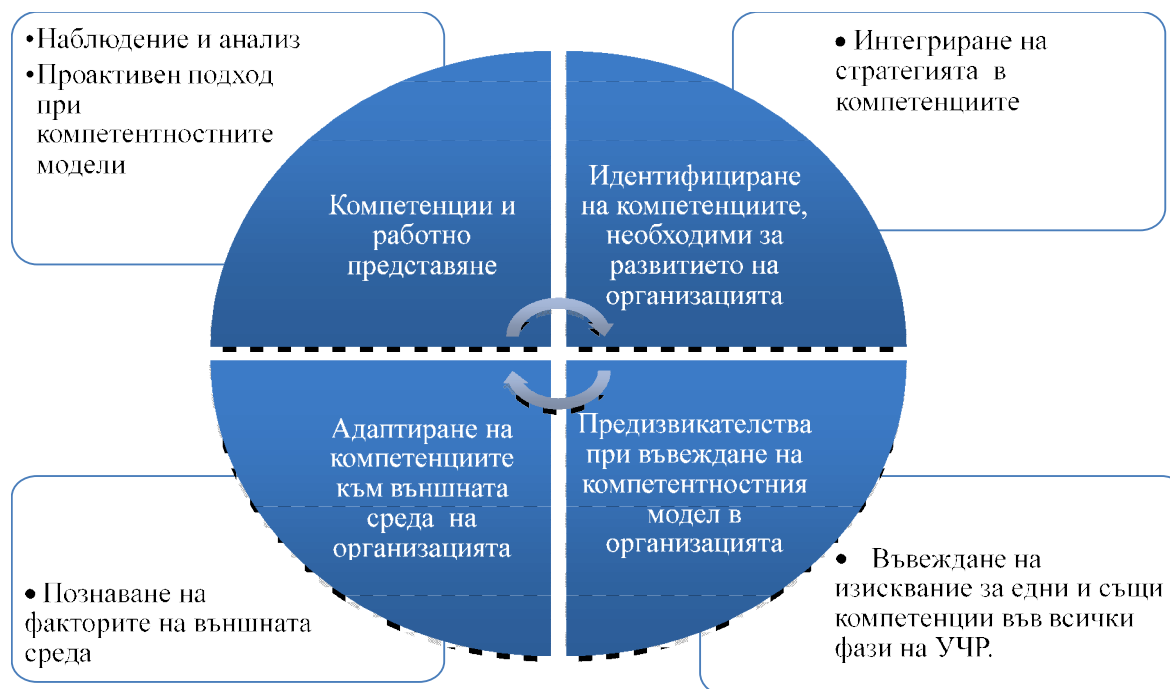 •Наблюдение и анализ
•Проактивен подход
при
компетентностните
модели
• Интегриране на
стратегията в
компетенциите
Компетенции и
работно
представяне
Идентифициране
на компетенциите,
необходими за
развитието на
организацията
Адаптиране на
компетенциите
към външната
среда на
организацията
Предизвикателства
при въвеждане на
компетентностния
модел в
организацията
• Познаване на
факторите на външната
среда
• Въвеждане на
изискване за едни и същи
компетенции във всички
фази на УЧР.